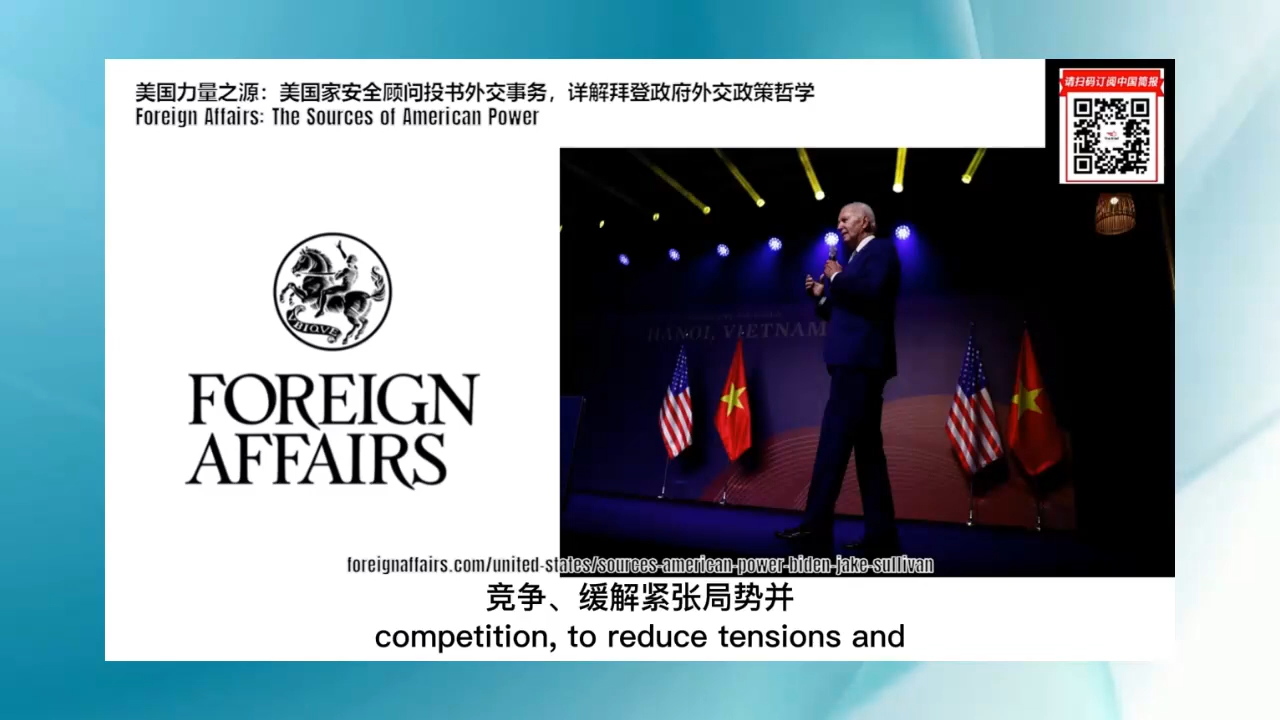 美国力量之源：美国家安全顾问投书外交事务，详解拜登政府外交政策哲学
Foreign Affairs: The Sources of American Power
请扫码订阅中国简报
VBIQVE
FOREIGN
AFFAIRS
HANOI, VIETNAM
foreignaffairs.com/united-states/sources-american-power-biden-jake-sullivan
竞争、缓解紧张局势并
competition, to reduce tensions and